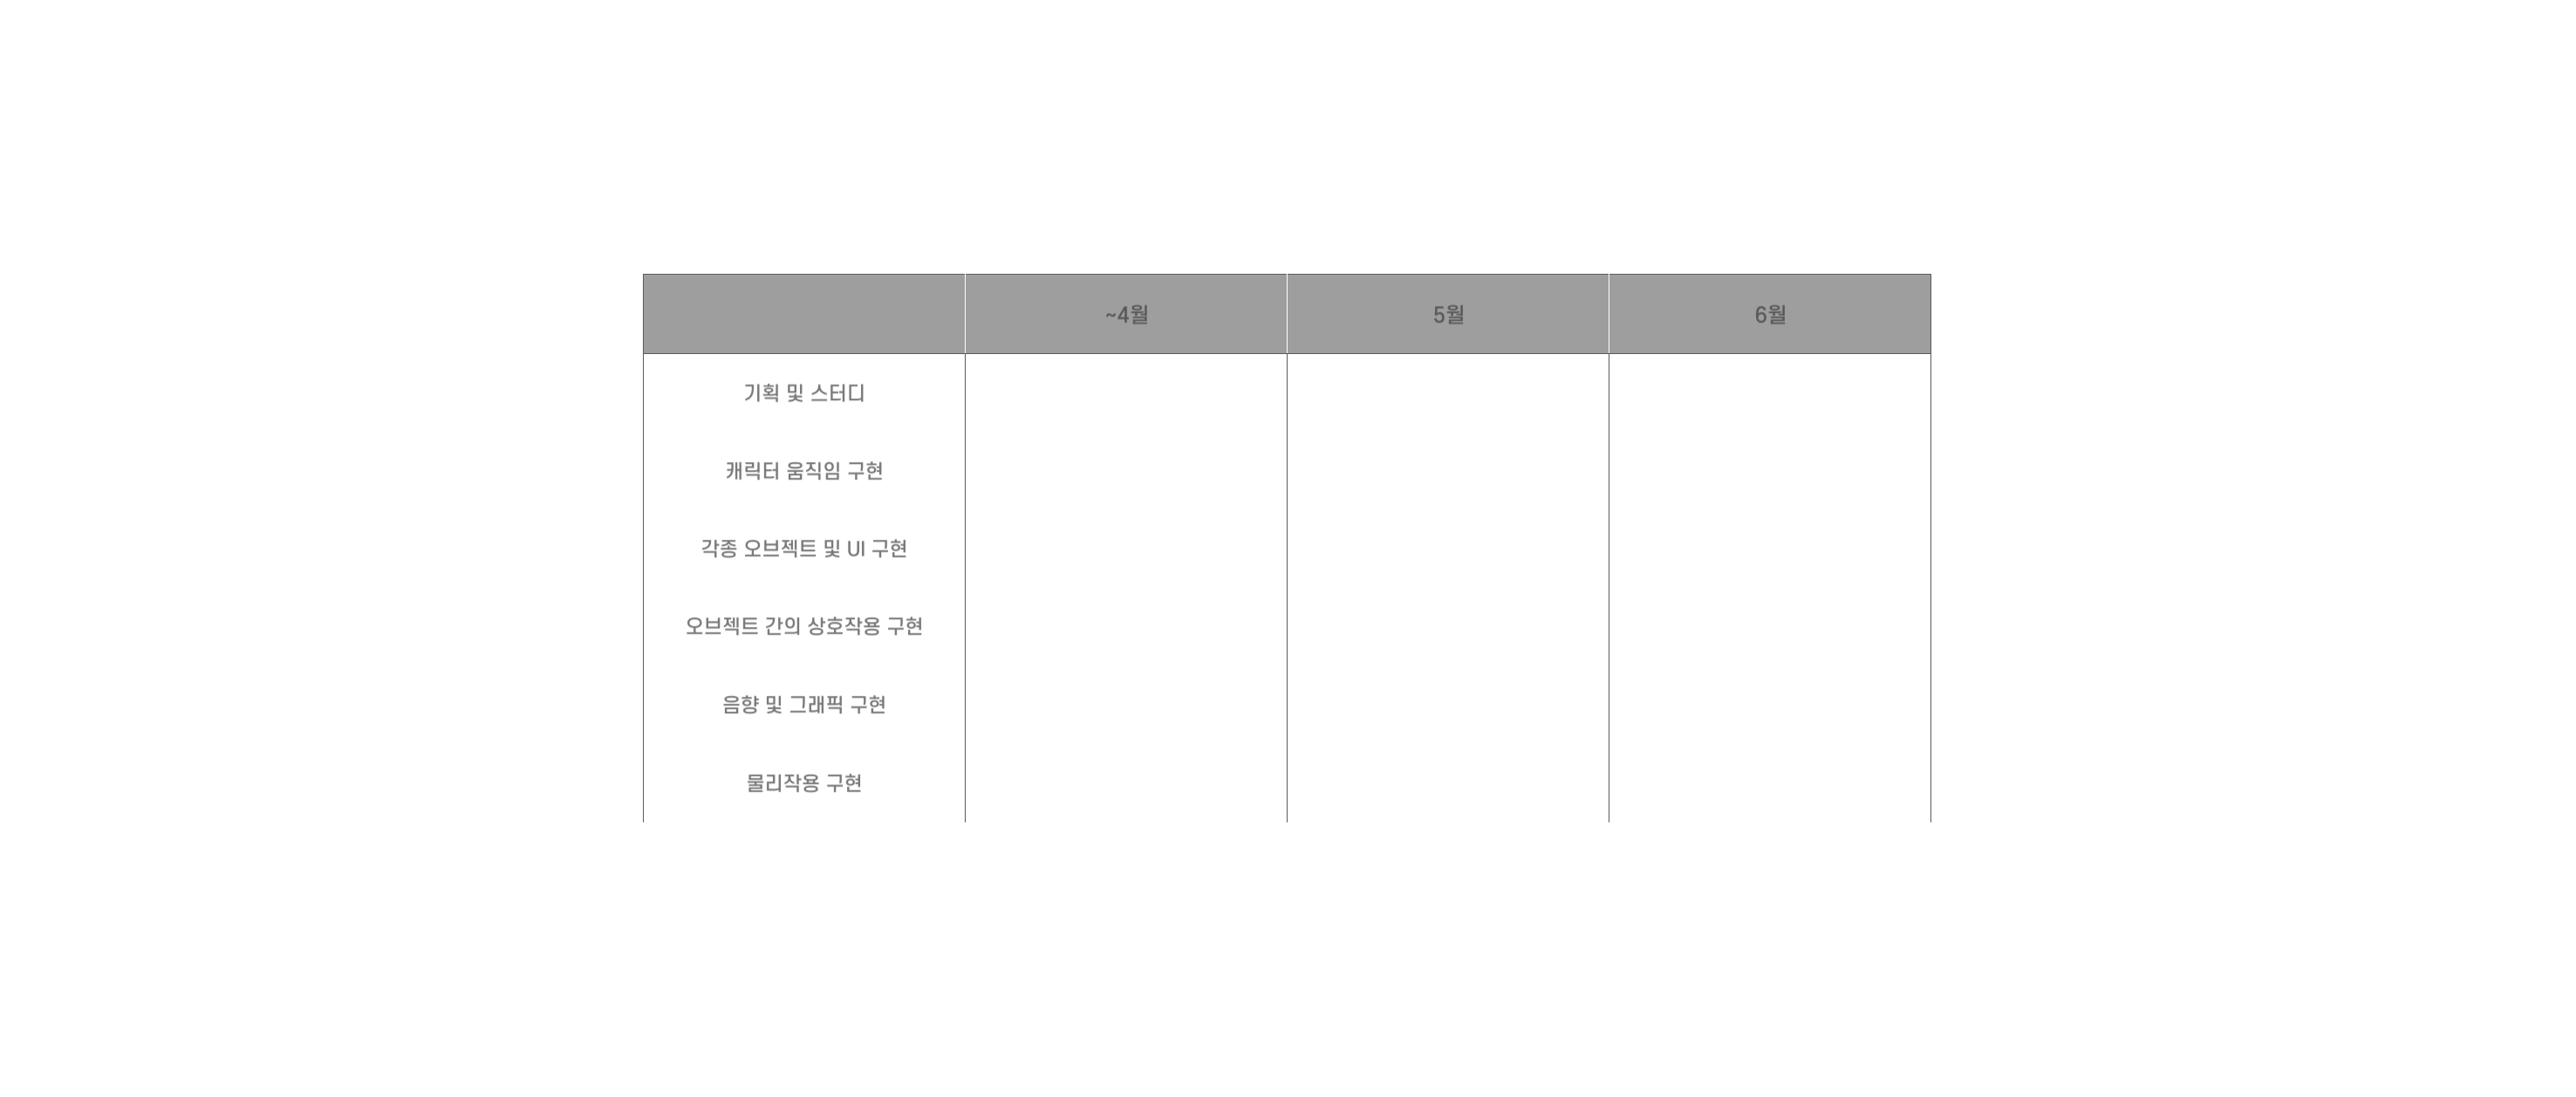 ~4월 5월 6월
기획 및 스터디
캐릭터 움직임 구현
각종 오브젝트 및 UI 구현
오브젝트 간의 상호작용 구현
음향 및 그래픽 구현
물리작용 구현